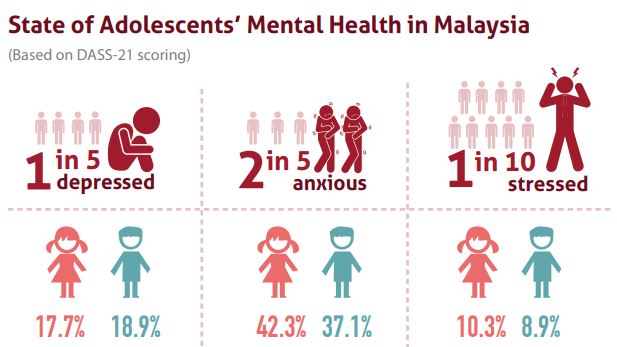 State of Adolescents' Mental Health in Malaysia
(Based on DASS-21 scoring)
1 in 5
depressed
2 in 5
anxious
1 in 10
stressed
17.7% 18.9%
42.3% 37.1%
10.3% 8.9%